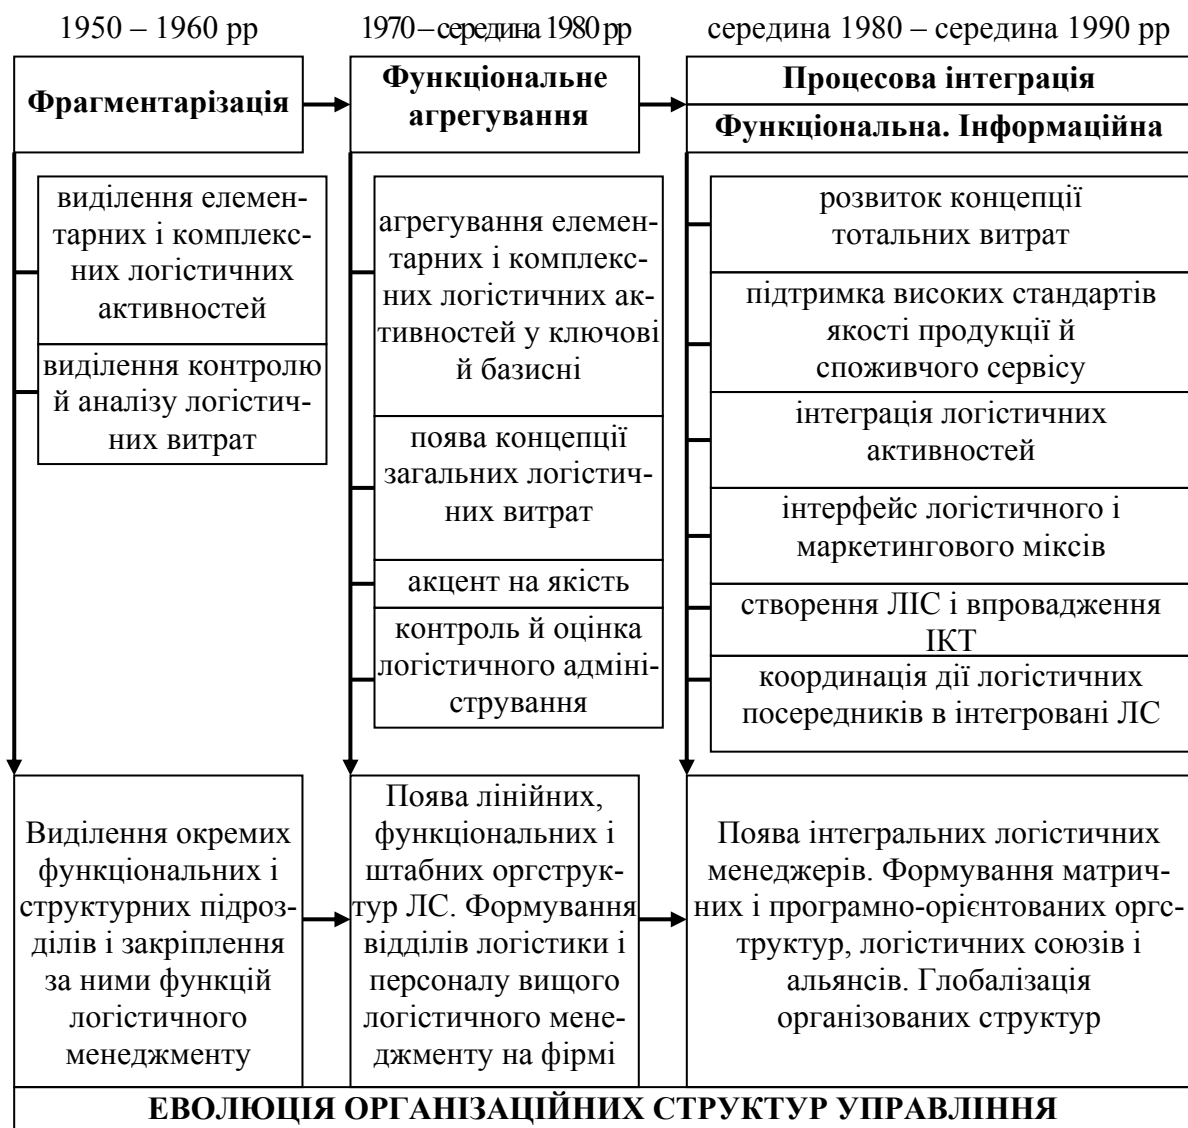 1950 – 1960 рр
1970 – середина 1980 рр
середина 1980 – середина 1990 рр
Фрагментарізація
Функціональне
агрегування
Процесова інтеграція
Функціональна. Інформаційна
виділення елемен-
тарних і комплекс-
них логістичних
активностей
виділення контролю
й аналізу логістич-
них витрат
агрегування елемен-
тарних і комплекс-
них логістичних ак-
тивностей у ключові
й базисні
поява концепції
загальних логістич-
них витрат
акцент на якість
контроль й оцінка
логістичного адміні-
стрування
розвиток концепції
тотальних витрат
підтримка високих стандартів
якості продукції й
споживчого сервісу
інтеграція логістичних
активностей
інтерфейс логістичного і
маркетингового міксів
створення ЛІС і впровадження
ІКТ
координація дії логістичних
посередників в інтегровані ЛС
Виділення окремих
функціональних і
структурних підроз-
ділів і закріплення
за ними функцій
логістичного
менеджменту
Поява лінійних,
функціональних і
штабних оргструк-
тур ЛС. Формування
відділів логістики і
персоналу вищого
логістичного мене-
джменту на фірмі
Поява інтегральних логістичних
менеджерів. Формування матрич-
них і програмно-орієнтованих оргс-
труктур, логістичних союзів і
альянсів. Глобалізація
організованих структур
ЕВОЛЮЦІЯ ОРГАНІЗАЦІЙНИХ СТРУКТУР УПРАВЛІННЯ